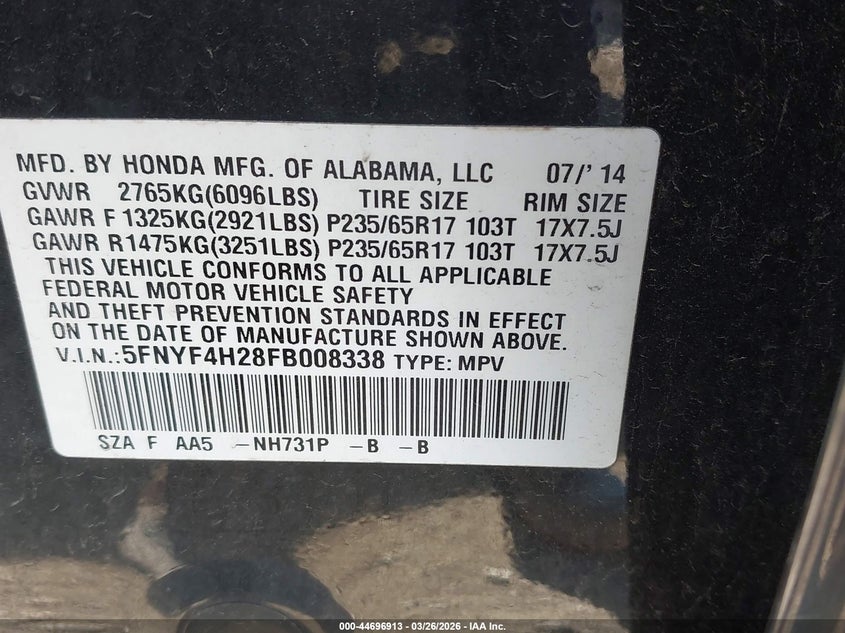 MFD. BY HONDA MFG. OF ALABAMA, LLC 07/' 14
GVWR 2765KG(6096LBS) TIRE SIZE RIM SIZE
GAWR F 1325KG(2921LBS) P235/65R17 103T 17X7.5J
GAWR R1475KG(3251LBS) P235/65R17 103T 17X7.5J
THIS VEHICLE CONFORMS TO ALL APPLICABLE
FEDERAL MOTOR VEHICLE SAFETY
AND THEFT PREVENTION STANDARDS IN EFFECT
ON THE DATE OF MANUFACTURE SHOWN ABOVE.
V.I.N.:5FNYF4H28FB008338 TYPE: MPV
SZA F AA5 -NH731P -B -B
000-44696913 - 03/26/2026 - IAA Inc.